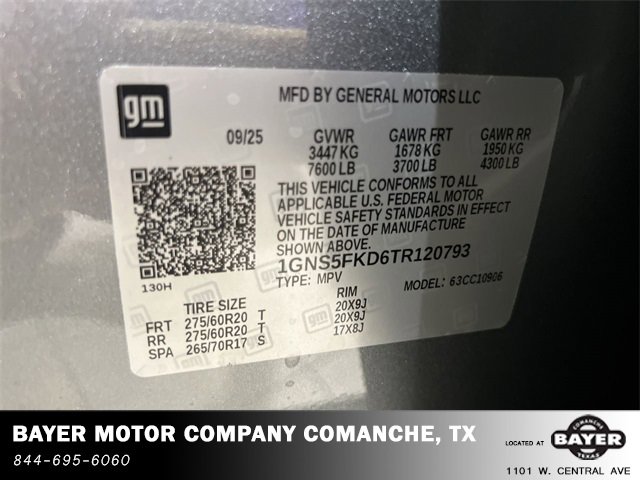 gm
MFD BY GENERAL MOTORS LLC
09/25 GVWR GAWR FRT GAWR RR
3447 KG 1678 KG 1950 KG
7600 LB 3700 LB 4300 LB
THIS VEHICLE CONFORMS TO ALL
APPLICABLE U.S. FEDERAL MOTOR
VEHICLE SAFETY STANDARDS IN EFFECT
ON THE DATE OF MANUFACTURE
SHOWN ABOVE.
1GNS5FKD6TR120793
TYPE: MPV MODEL: 63CC10906
130H
TIRE SIZE RIM
FRT 275/60R20 T 20X9J
RR 275/60R20 T 20X9J
SPA 265/70R17 S 17X8J
BAYER MOTOR COMPANY COMANCHE, TX
844-695-6060
LOCATED AT
COMANCHE
BAYER
TEXAS
1101 W. CENTRAL AVE